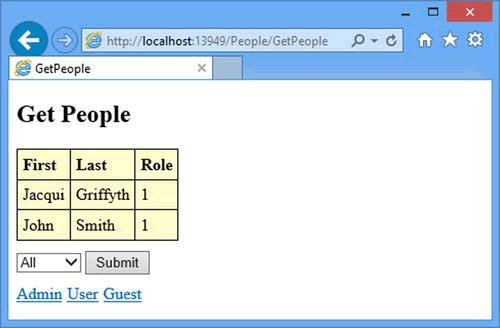 http://localhost:13949/People/GetPeople
GetPeople
Get People
First Last Role
Jacqui Griffyth 1
John Smith 1
All Submit
Admin User Guest